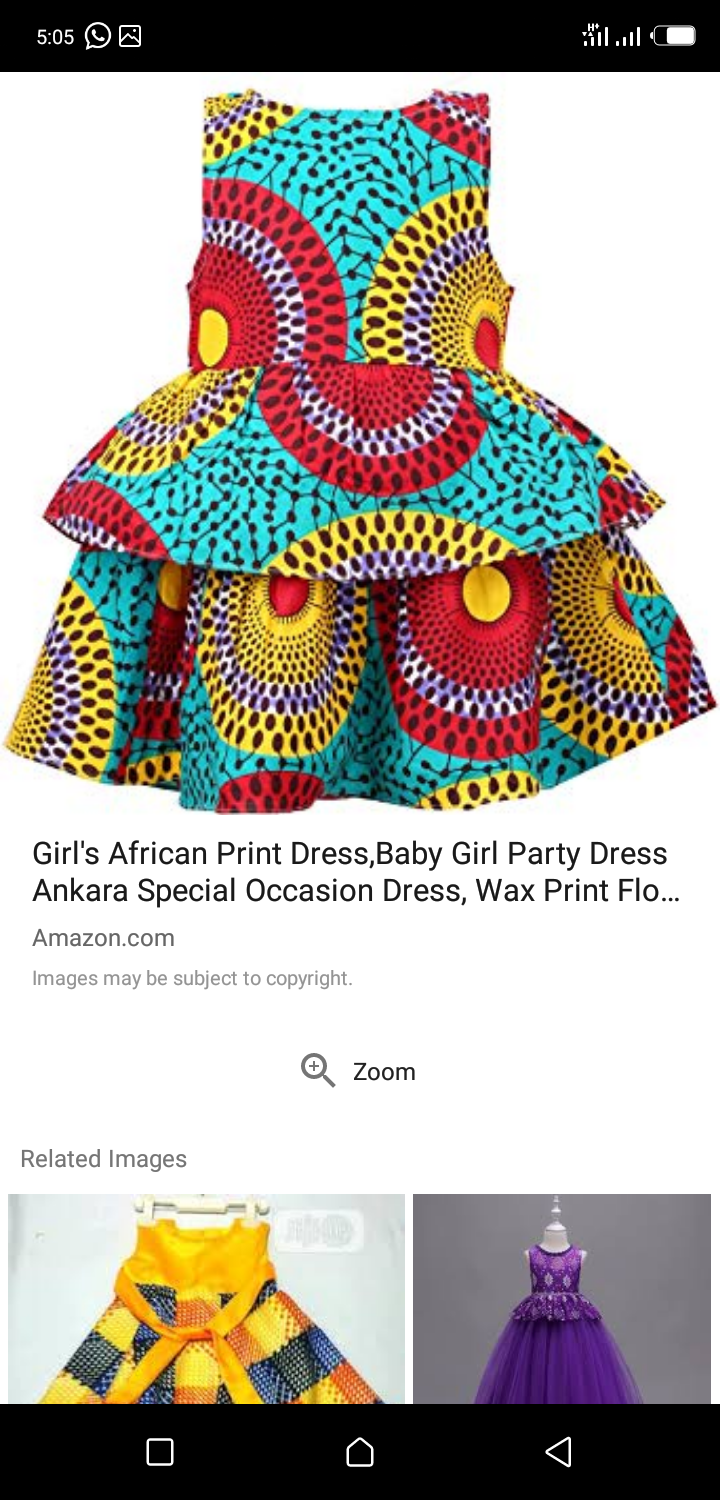 5:05
H+
Girl's African Print Dress,Baby Girl Party Dress
Ankara Special Occasion Dress, Wax Print Flo...
Amazon.com
Images may be subject to copyright.
Zoom
Related Images